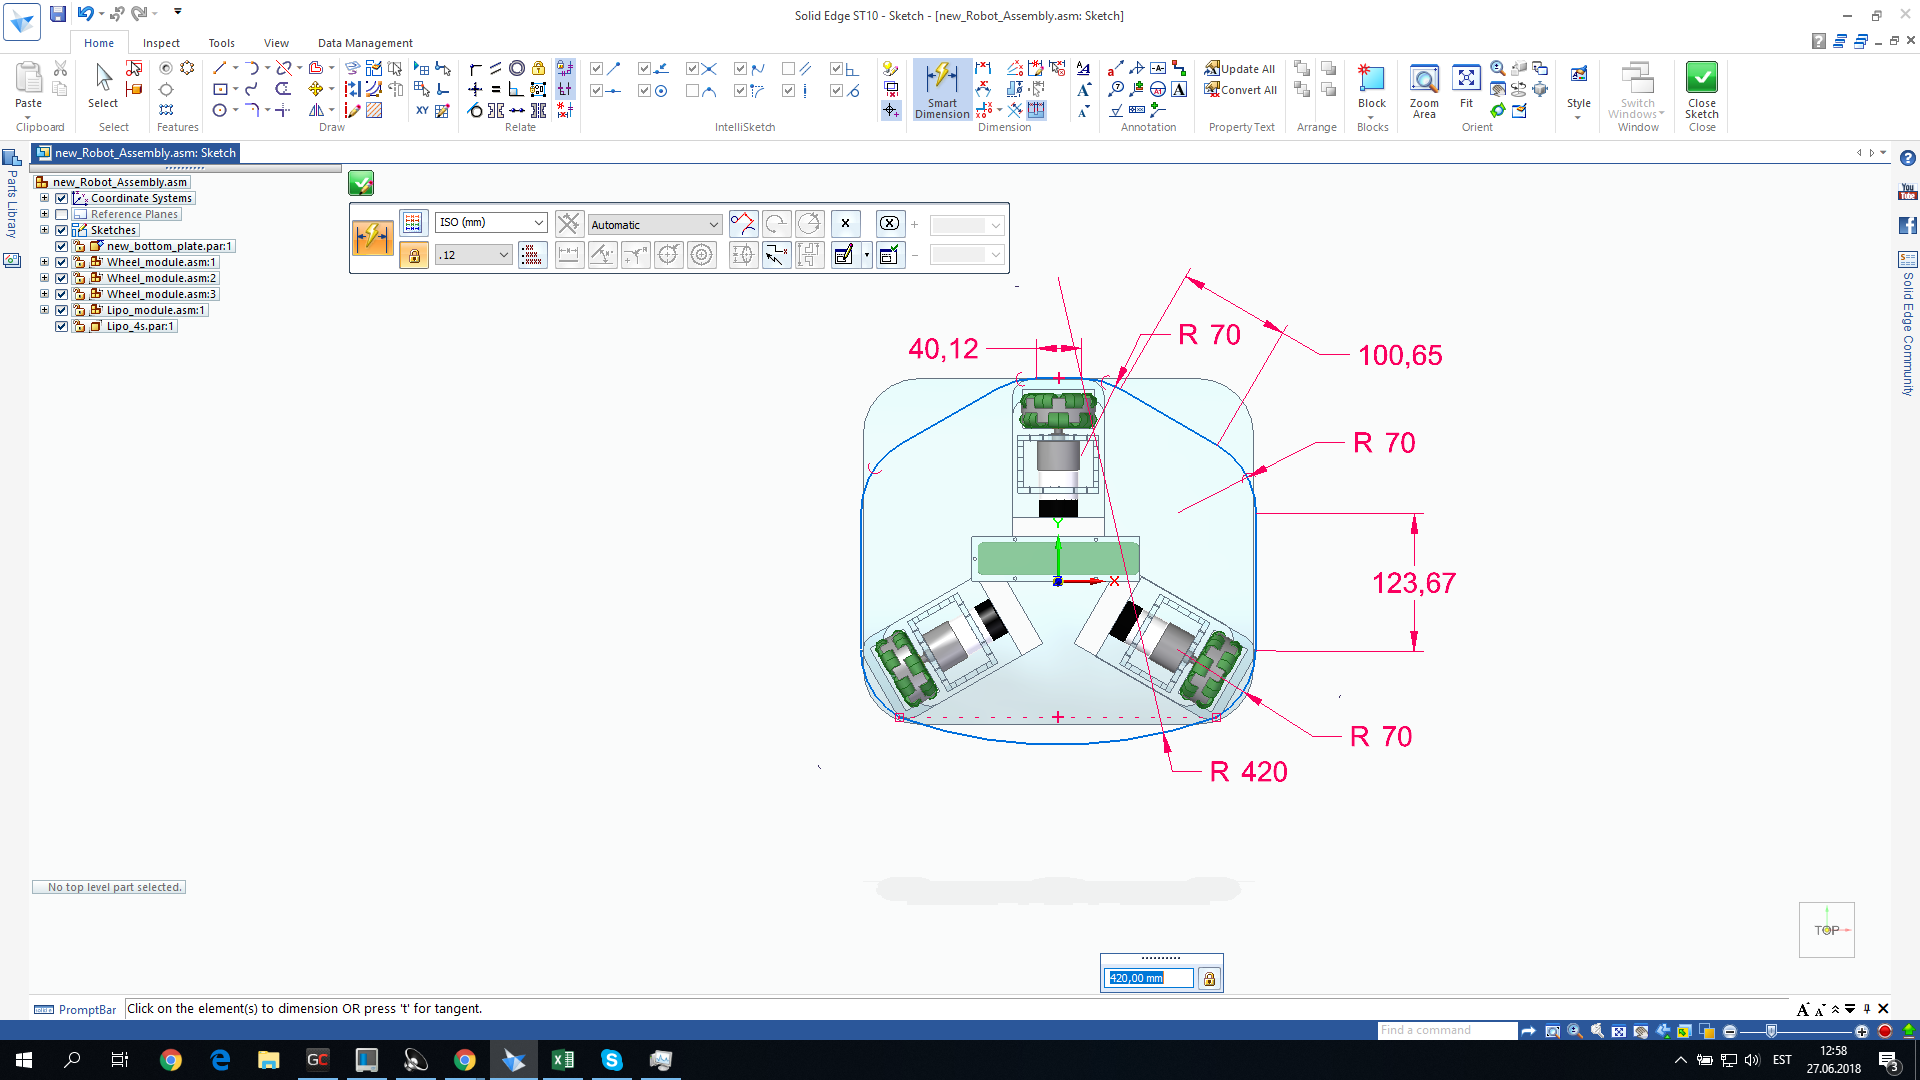 Solid Edge ST10 - Sketch - [new_Robot_Assembly.asm: Sketch]
Home Inspect Tools View Data Management
Paste
Clipboard
Select
Select
Features
Draw
Relate
IntelliSketch
Smart Dimension
Dimension
Annotation
Update All
Convert All
PropertyText
Arrange
Block
Blocks
Zoom Area
Fit
Orient
Style
Switch Windows
Window
Close Sketch
Close
new_Robot_Assembly.asm: Sketch
Parts Library
new_Robot_Assembly.asm
Coordinate Systems
Reference Planes
Sketches
new_bottom_plate.par:1
Wheel_module.asm:1
Wheel_module.asm:2
Wheel_module.asm:3
Lipo_module.asm:1
Lipo_4s.par:1
ISO (mm)
Automatic
.12
You Tube
Solid Edge Community
40,12
R 70
100,65
R 70
123,67
R 70
R 420
Y
X
No top level part selected.
TOP
420,00 mm
PromptBar
Click on the element(s) to dimension OR press 't' for tangent.
Find a command
GC
EST
12:58
27.06.2018
3